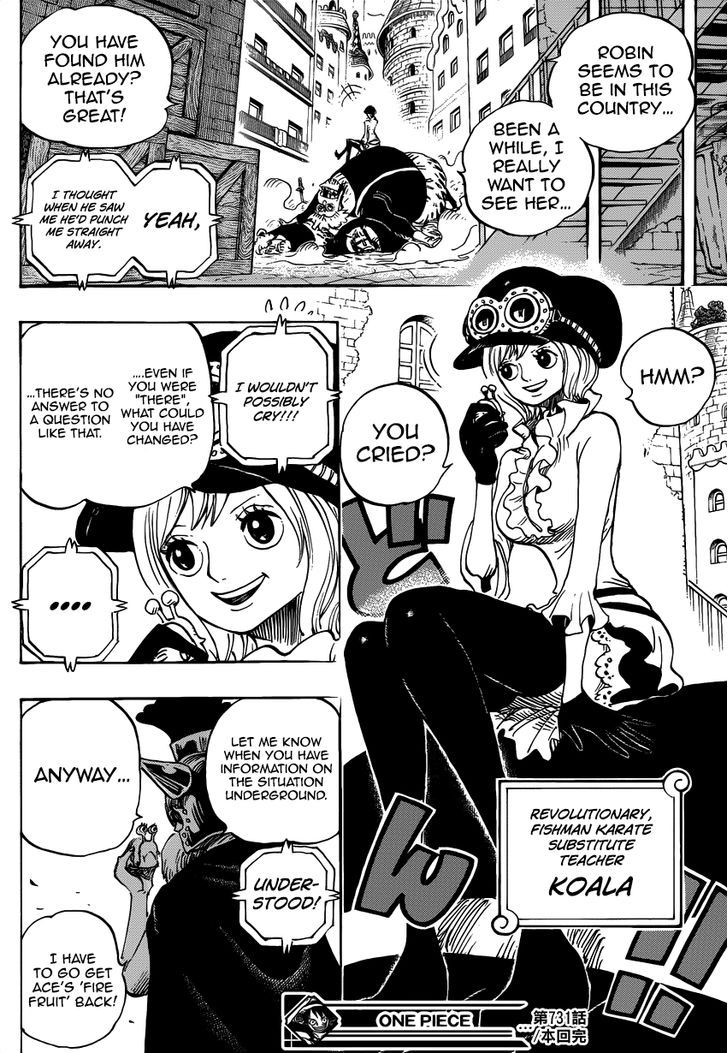 ROBIN
SEEMS TO
BE IN THIS
COUNTRY...
BEEN A
WHILE, I
REALLY
WANT TO
SEE HER...
YOU HAVE
FOUND HIM
ALREADY?
THAT'S
GREAT!
YEAH,
I THOUGHT
WHEN HE SAW
ME HE'D PUNCH
ME STRAIGHT
AWAY.
HMM?
YOU
CRIED?
REVOLUTIONARY,
FISHMAN KARATE
SUBSTITUTE
TEACHER
KOALA
I WOULDN'T
POSSIBLY
CRY!!!
....EVEN IF
YOU WERE
"THERE",
WHAT COULD
YOU HAVE
CHANGED?
...THERE'S NO
ANSWER TO
A QUESTION
LIKE THAT.
....
LET ME KNOW
WHEN YOU HAVE
INFORMATION ON
THE SITUATION
UNDERGROUND.
ANYWAY...
UNDER-
STOOD!
I HAVE
TO GO GET
ACE'S 'FIRE
FRUIT' BACK!
ONE PIECE
...第731話
/本回完